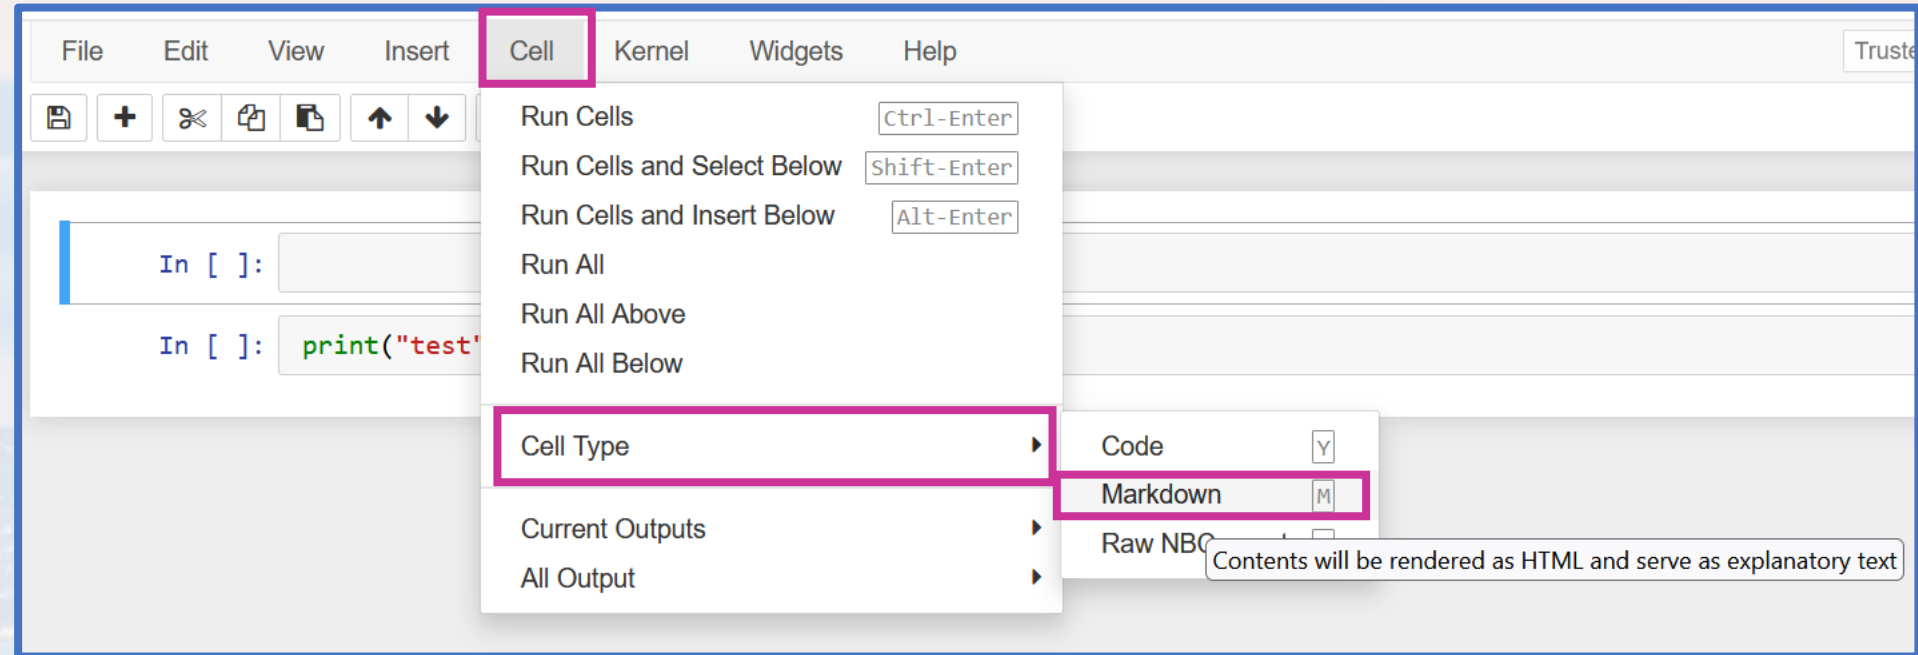 File Edit View Insert Cell Kernel Widgets Help
Run Cells Ctrl-Enter
Run Cells and Select Below Shift-Enter
Run Cells and Insert Below Alt-Enter
In [ ]:
Run All
Run All Above
In [ ]: print("test"
Run All Below
Cell Type Code Y
Markdown M
Current Outputs Raw
Contents will be rendered as HTML and serve as explanatory text
All Output